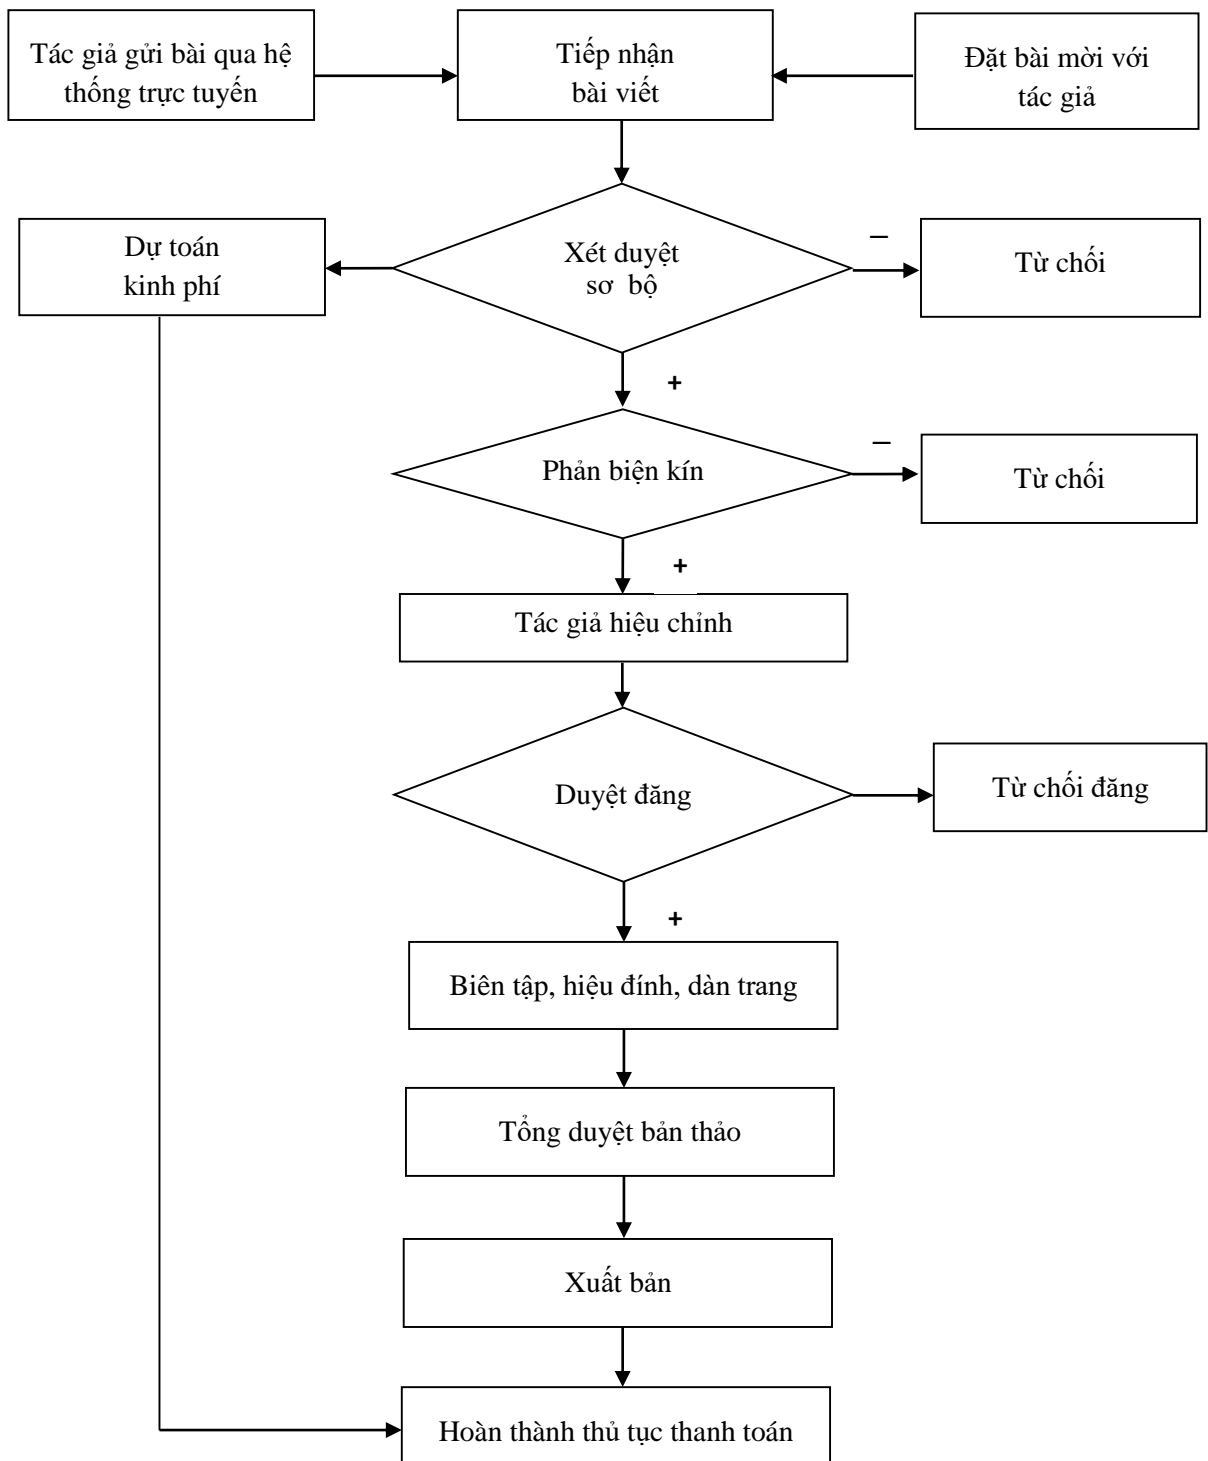 Tác giả gửi bài qua hệ
thống trực tuyến
Tiếp nhận
bài viết
Đặt bài mời với
tác giả
Dự toán
kinh phí
Xét duyệt
sơ bộ
–
Từ chối
+
Phản biện kín
–
Từ chối
+
Tác giả hiệu chỉnh
Duyệt đăng
Từ chối đăng
+
Biên tập, hiệu đính, dàn trang
Tổng duyệt bản thảo
Xuất bản
Hoàn thành thủ tục thanh toán